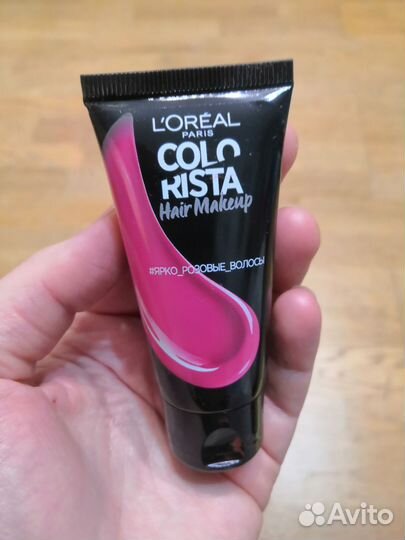 L'ORÉAL
PARIS
COLO
RISTA
Hair Makeup
#ЯРКО_РОЗОВЫЕ_ВОЛОСЫ
Avito